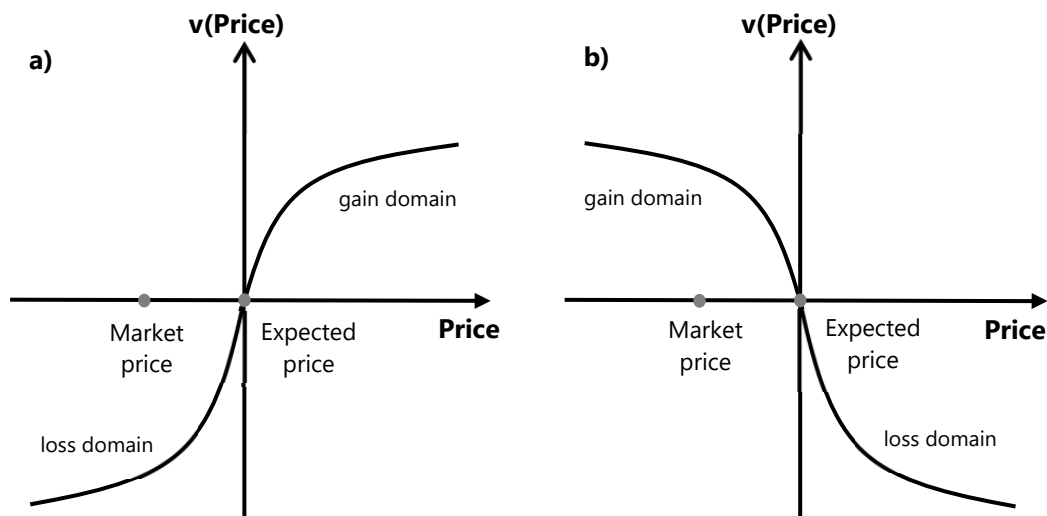 a)
v(Price)
gain domain
Market
price
Expected
price
Price
loss domain
b)
v(Price)
gain domain
Market
price
Expected
price
Price
loss domain